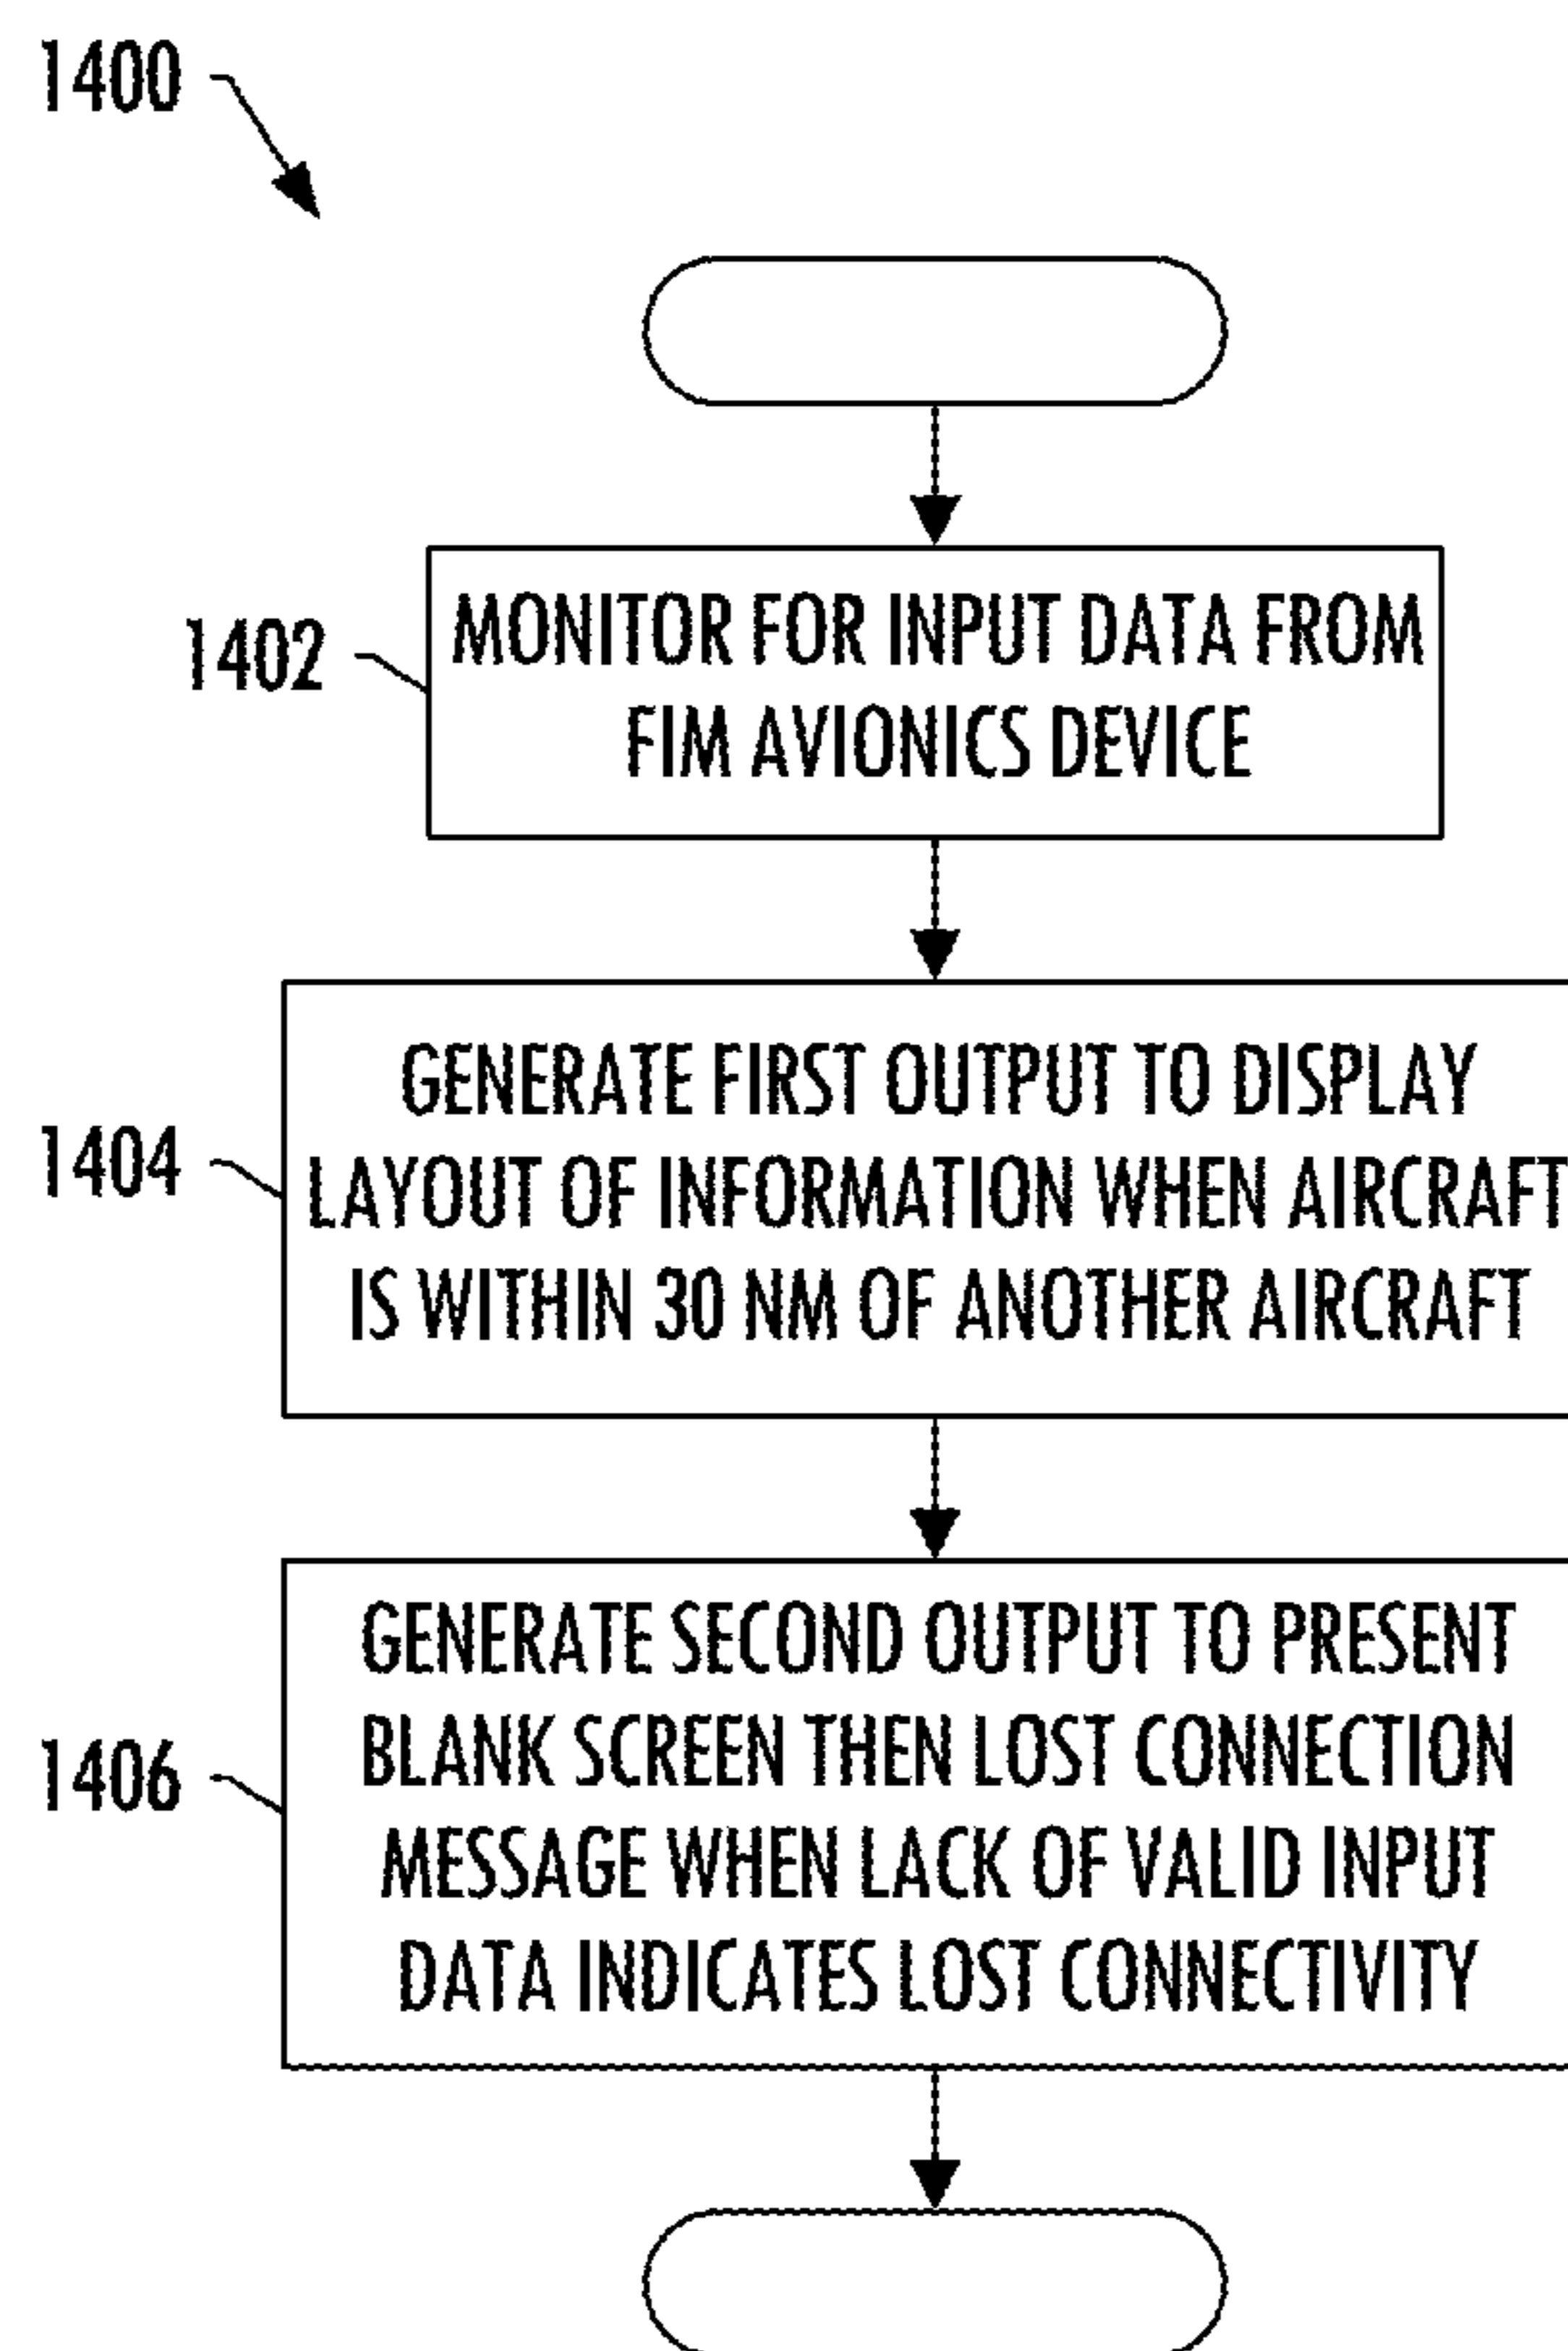 1400
1402
MONITOR FOR INPUT DATA FROM
FIM AVIONICS DEVICE
1404
GENERATE FIRST OUTPUT TO DISPLAY
LAYOUT OF INFORMATION WHEN AIRCRAFT
IS WITHIN 30 NM OF ANOTHER AIRCRAFT
1406
GENERATE SECOND OUTPUT TO PRESENT
BLANK SCREEN THEN LOST CONNECTION
MESSAGE WHEN LACK OF VALID INPUT
DATA INDICATES LOST CONNECTIVITY